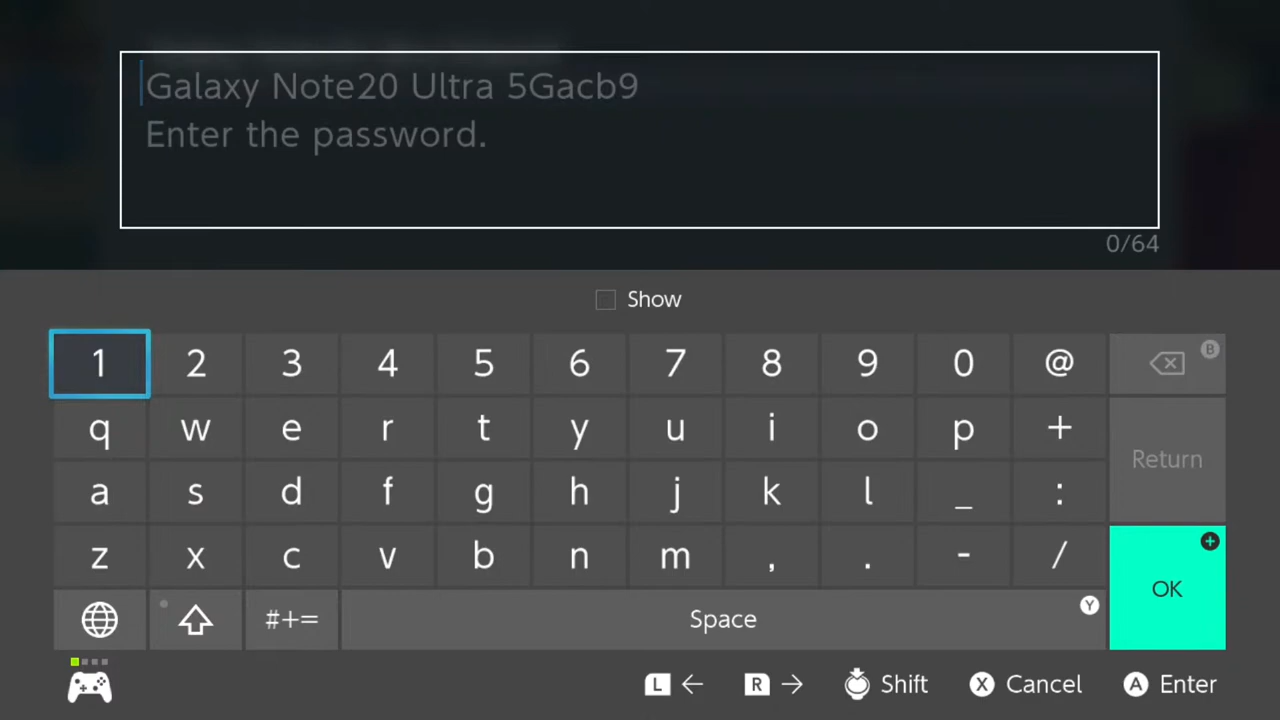 Galaxy Note20 Ultra 5Gacb9
Enter the password.
0/64
Show
1 2 3 4 5 6 7 8 9 0 @ B
q w e r t y u i o p +
Return
a s d f g h j k l _ :
z x c v b n m , . - /
+
OK
#+= Space Y
L ← R → Shift X Cancel A Enter